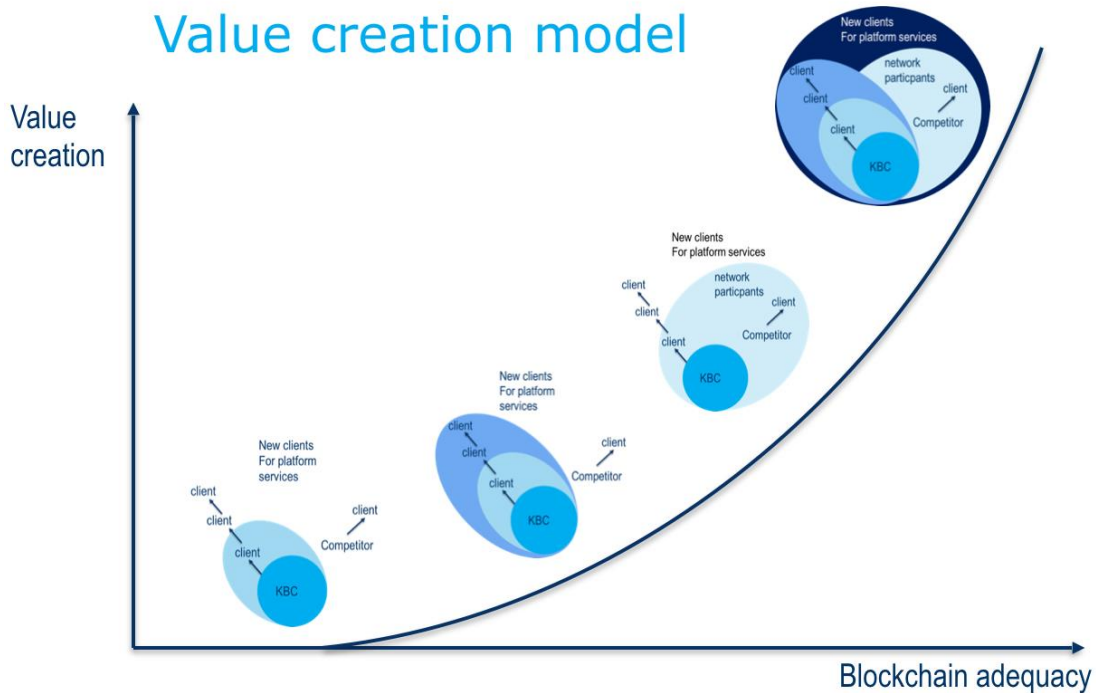 Value creation model
Value
creation
New clients
For platform services
network
particpants
client
client
client
client
Competitor
KBC
New clients
For platform services
network
particpants
client
client
client
client
Competitor
KBC
New clients
For platform
services
client
client
client
client
Competitor
KBC
New clients
For platform
services
client
client
client
client
Competitor
KBC
Blockchain adequacy